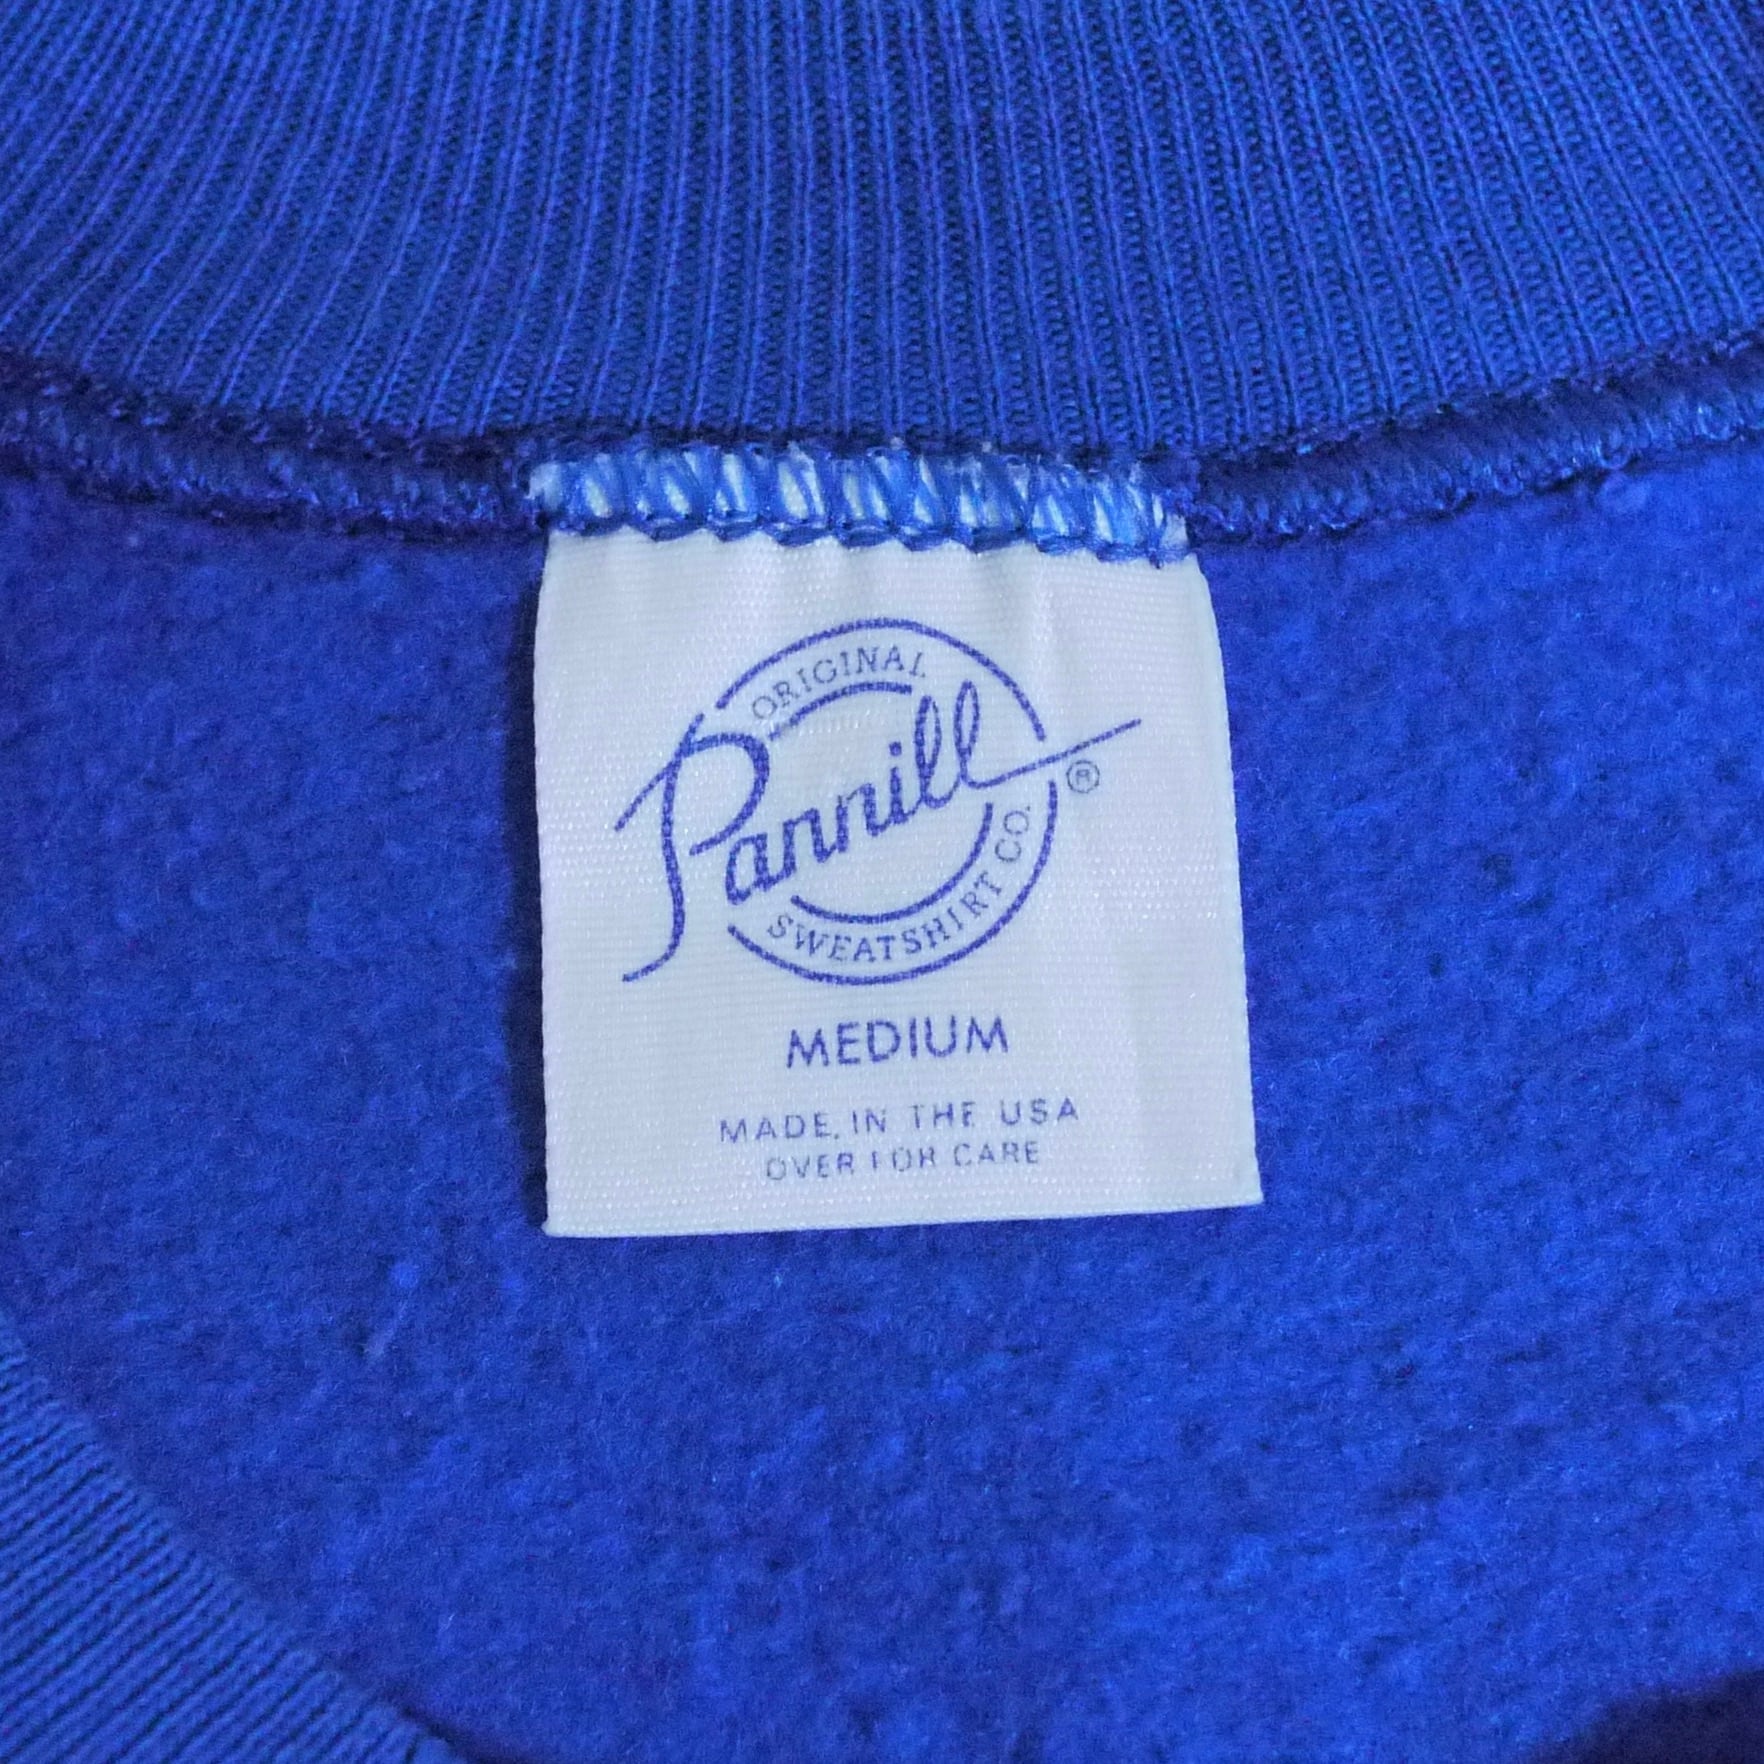 ORIGINAL
Pannill®
SWEATSHIRT CO.
MEDIUM
MADE IN THE USA
OVER FOR CARE